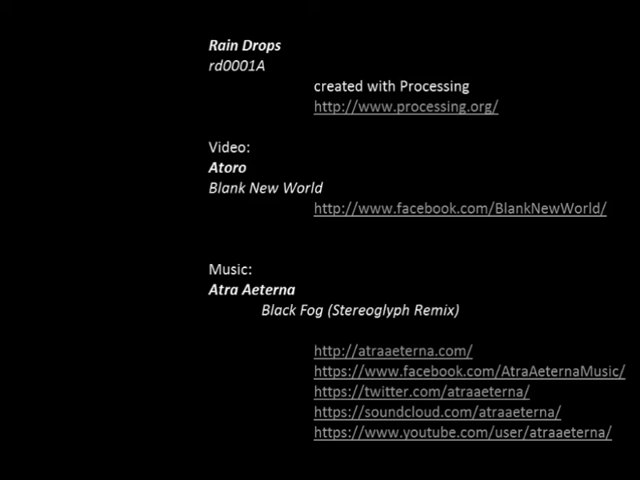 Rain Drops
rd0001A
created with Processing
http://www.processing.org/
Video:
Atoro
Blank New World
http://www.facebook.com/BlankNewWorld/
Music:
Atra Aeterna
Black Fog (Stereoglyph Remix)
http://atraaeterna.com/
https://www.facebook.com/AtraAeternaMusic/
https://twitter.com/atraaeterna/
https://soundcloud.com/atraaeterna/
https://www.youtube.com/user/atraaeterna/